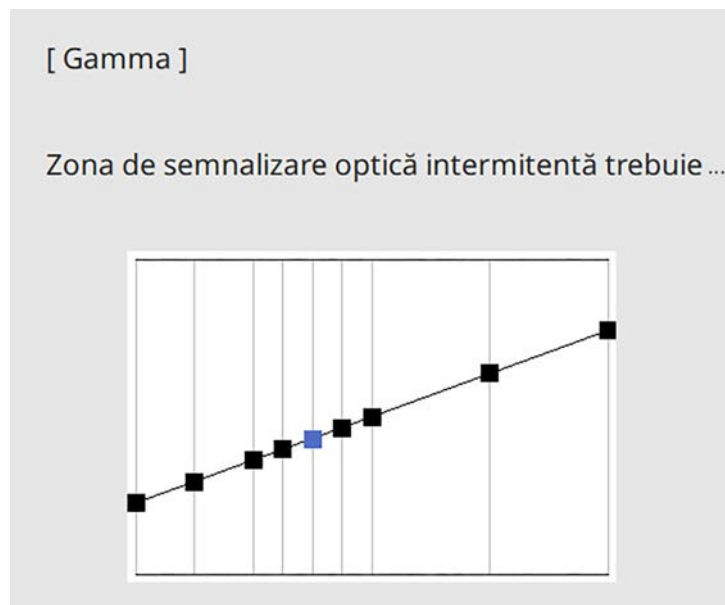 [ Gamma ]
Zona de semnalizare optică intermitentă trebuie ...